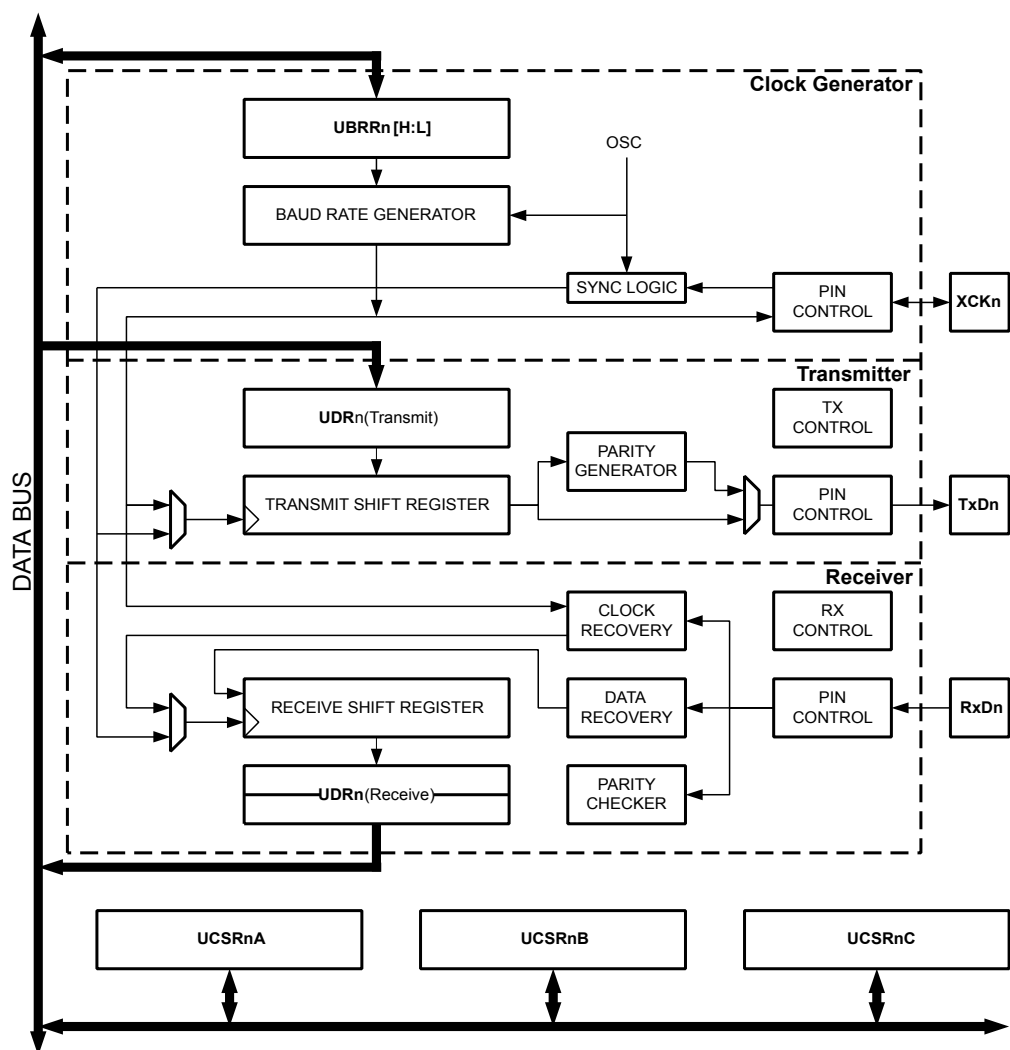 Clock Generator
UBRRn [H:L]
OSC
BAUD RATE GENERATOR
SYNC LOGIC
PIN
CONTROL
XCKn
DATA BUS
Transmitter
UDRn(Transmit)
TX
CONTROL
PARITY
GENERATOR
TRANSMIT SHIFT REGISTER
PIN
CONTROL
TxDn
Receiver
CLOCK
RECOVERY
RX
CONTROL
RECEIVE SHIFT REGISTER
DATA
RECOVERY
PIN
CONTROL
RxDn
UDRn(Receive)
PARITY
CHECKER
UCSRnA
UCSRnB
UCSRnC